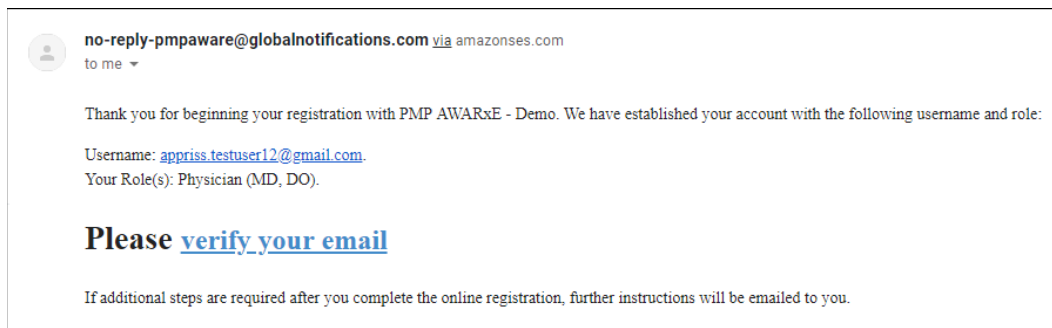 no-reply-pmpaware@globalnotifications.com via amazonses.com
to me
Thank you for beginning your registration with PMP AWARxE - Demo. We have established your account with the following username and role:
Username: appriss.testuser12@gmail.com.
Your Role(s): Physician (MD, DO).
Please verify your email
If additional steps are required after you complete the online registration, further instructions will be emailed to you.